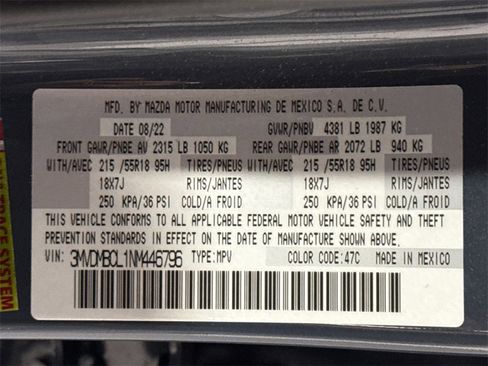 MFD. BY MAZDA MOTOR MANUFACTURING DE MEXICO S.A. DE C.V.
DATE 08/22 GVWR/PNBV 4381 LB 1987 KG
FRONT GAWR/PNBE AV 2315 LB 1050 KG REAR GAWR/PNBE AR 2072 LB 940 KG
WITH/AVEC 215 /55R18 95H TIRES/PNEUS WITH/AVEC 215 /55R18 95H TIRES/PNEUS
18X7J RIMS/JANTES 18X7J RIMS/JANTES
250 KPA/36 PSI COLD/A FROID 250 KPA/36 PSI COLD/A FROID
THIS VEHICLE CONFORMS TO ALL APPLICABLE FEDERAL MOTOR VEHICLE SAFETY AND THEFT
PREVENTION STANDARDS IN EFFECT ON THE DATE OF MANUFACTURE SHOWN ABOVE.
VIN: 3MVDMBCL1NM446796 TYPE: MPV COLOR CODE: 47C MADE IN MEXICO
TRACE SYSTEM